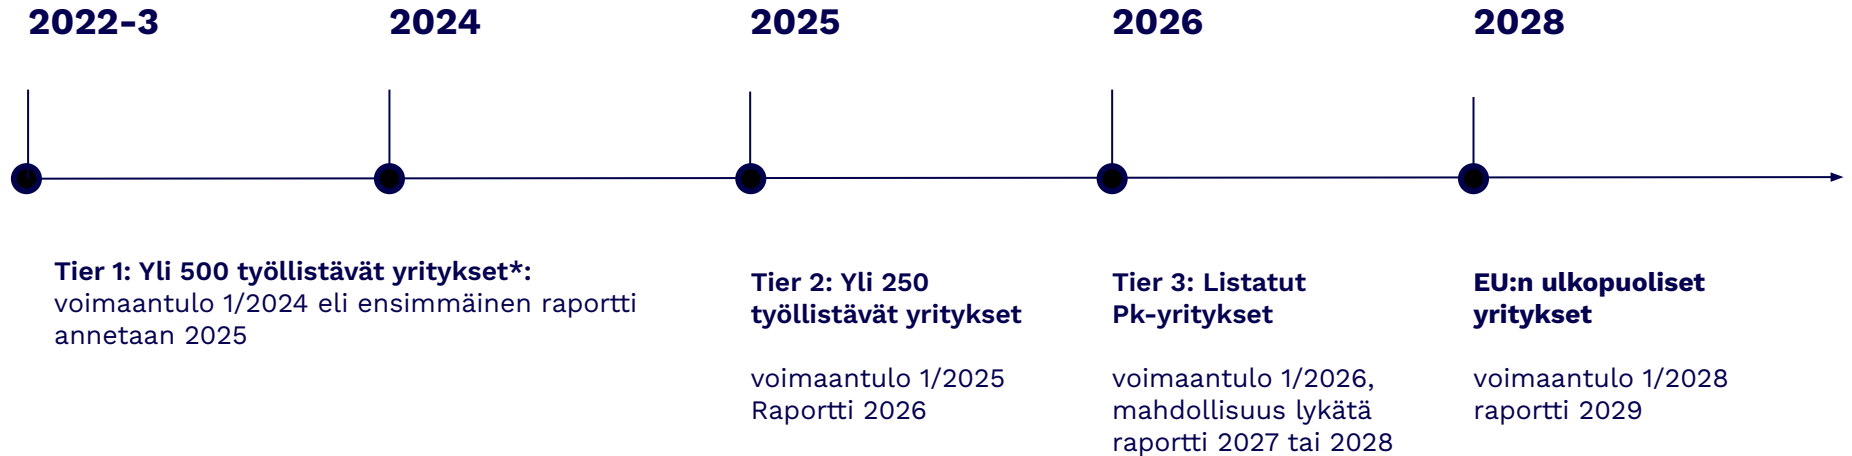 2022-3
2024
2025
2026
2028
Tier 1: Yli 500 työllistävät yritykset*:
voimaantulo 1/2024 eli ensimmäinen raportti
annetaan 2025
Tier 2: Yli 250
työllistävät yritykset
voimaantulo 1/2025
Raportti 2026
Tier 3: Listatut
Pk-yritykset
voimaantulo 1/2026,
mahdollisuus lykätä
raportti 2027 tai 2028
EU:n ulkopuoliset
yritykset
voimaantulo 1/2028
raportti 2029